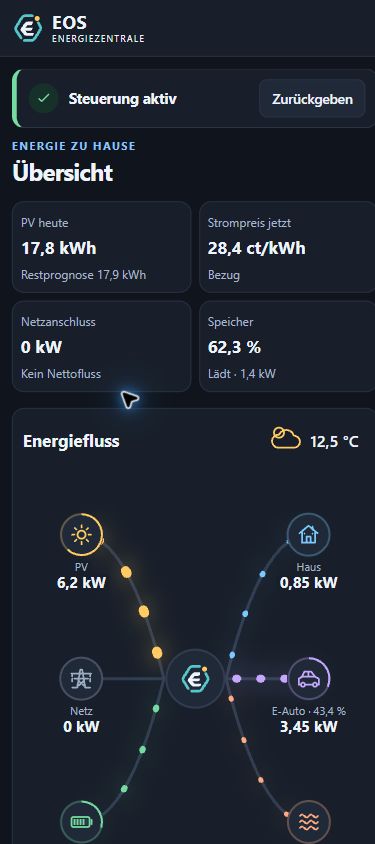 EOS
ENERGIEZENTRALE
Steuerung aktiv
Zurückgeben
ENERGIE ZU HAUSE
Übersicht
PV heute
17,8 kWh
Restprognose 17,9 kWh
Strompreis jetzt
28,4 ct/kWh
Bezug
Netzanschluss
0 kW
Kein Nettofluss
Speicher
62,3 %
Lädt · 1,4 kW
Energiefluss
12,5 °C
PV
6,2 kW
Haus
0,85 kW
Netz
0 kW
E-Auto · 43,4 %
3,45 kW